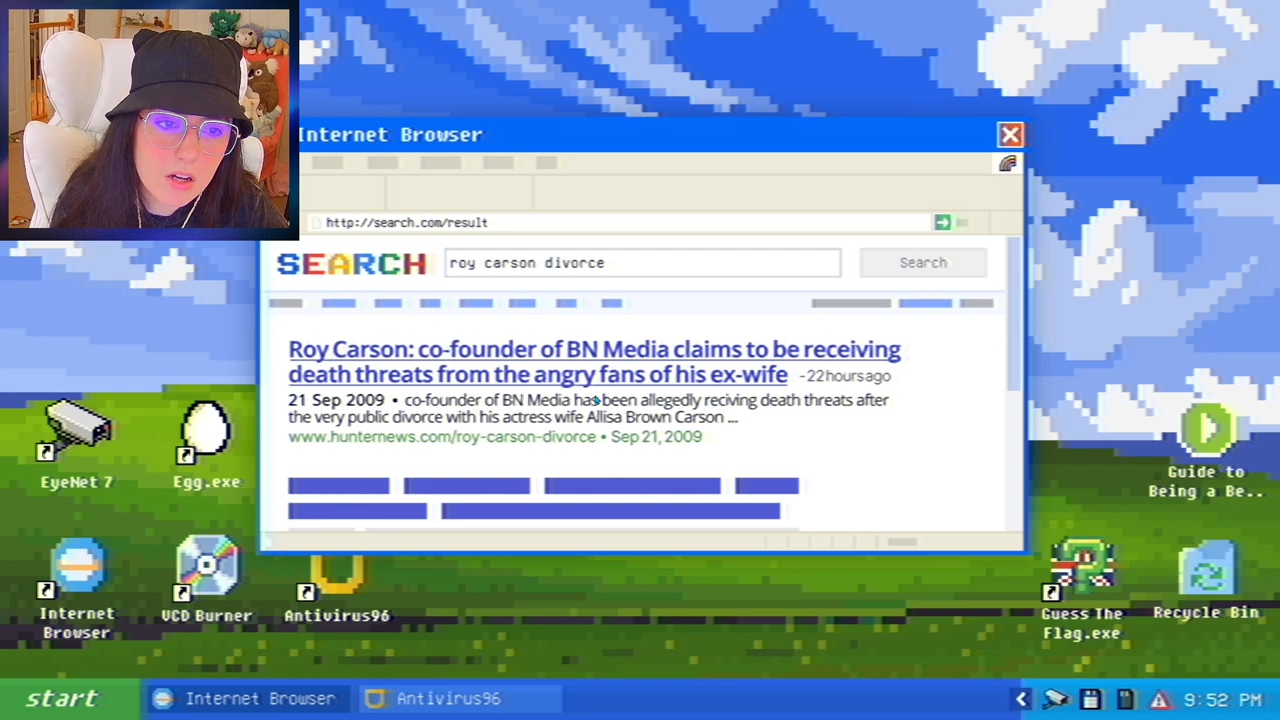 Internet Browser
http://search.com/result
SEARCH
roy carson divorce
Search
Roy Carson: co-founder of BN Media claims to be receiving
death threats from the angry fans of his ex-wife - 22 hours ago
21 Sep 2009 • co-founder of BN Media has been allegedly reciving death threats after
the very public divorce with his actress wife Allisa Brown Carson ...
www.hunternews.com/roy-carson-divorce • Sep 21, 2009
EyeNet 7
Egg.exe
Guide to
Being a Be..
Internet
Browser
VCD Burner
Antivirus96
Guess The
Flag.exe
Recycle Bin
start
Internet Browser
Antivirus96
9:52 PM